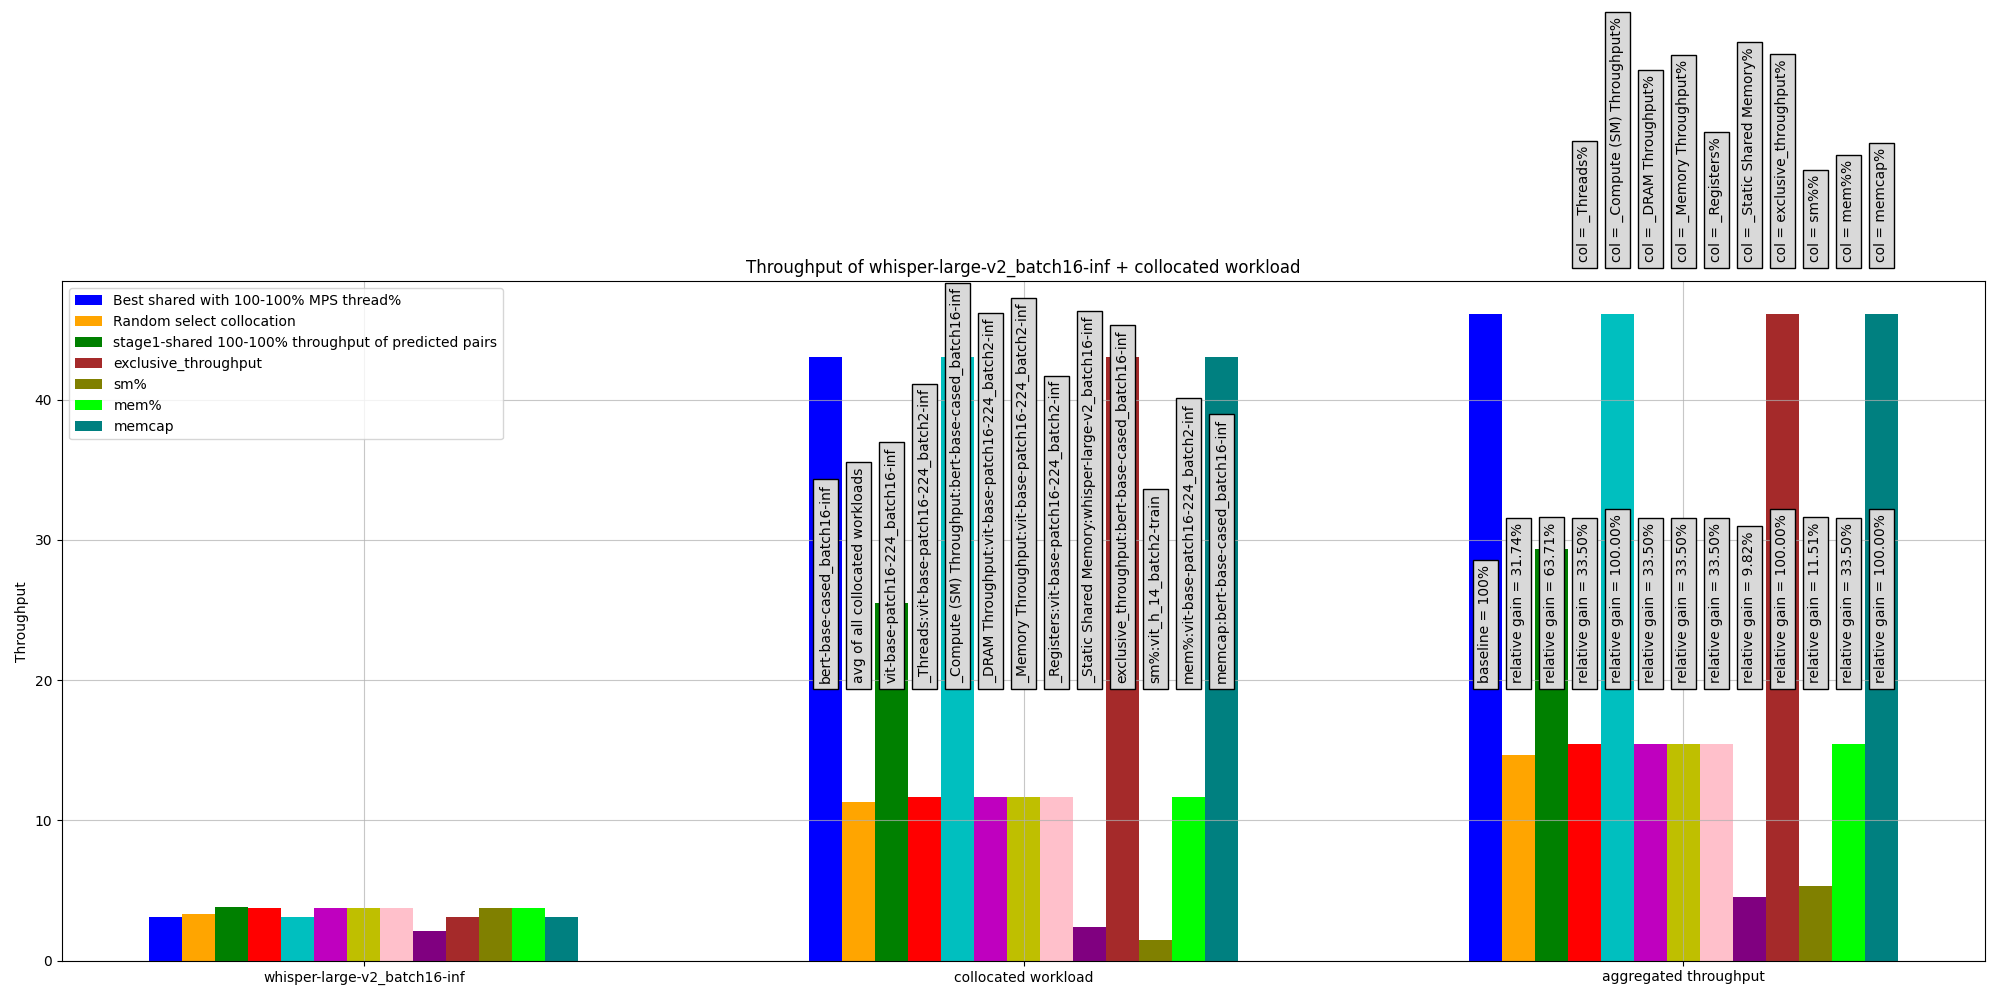 col = _Threads%
col = _Compute (SM) Throughput%
col = _DRAM Throughput%
col = _Memory Throughput%
col = _Registers%
col = _Static Shared Memory%
col = exclusive_throughput%
col = sm%%
col = mem%%
col = memcap%
Throughput of whisper-large-v2_batch16-inf + collocated workload
Best shared with 100-100% MPS thread%
Random select collocation
stage1-shared 100-100% throughput of predicted pairs
exclusive_throughput
sm%
mem%
memcap
Throughput
40
30
20
10
0
bert-base-cased_batch16-inf
avg of all collocated workloads
vit-base-patch16-224_batch16-inf
_Threads:vit-base-patch16-224_batch2-inf
_Compute (SM) Throughput:bert-base-cased_batch16-inf
_DRAM Throughput:vit-base-patch16-224_batch2-inf
_Memory Throughput:vit-base-patch16-224_batch2-inf
_Registers:vit-base-patch16-224_batch2-inf
_Static Shared Memory:whisper-large-v2_batch16-inf
exclusive_throughput:bert-base-cased_batch16-inf
sm%:vit_h_14_batch2-train
mem%:vit-base-patch16-224_batch2-inf
memcap:bert-base-cased_batch16-inf
baseline = 100%
relative gain = 31.74%
relative gain = 63.71%
relative gain = 33.50%
relative gain = 100.00%
relative gain = 33.50%
relative gain = 33.50%
relative gain = 33.50%
relative gain = 9.82%
relative gain = 100.00%
relative gain = 11.51%
relative gain = 33.50%
relative gain = 100.00%
whisper-large-v2_batch16-inf
collocated workload
aggregated throughput